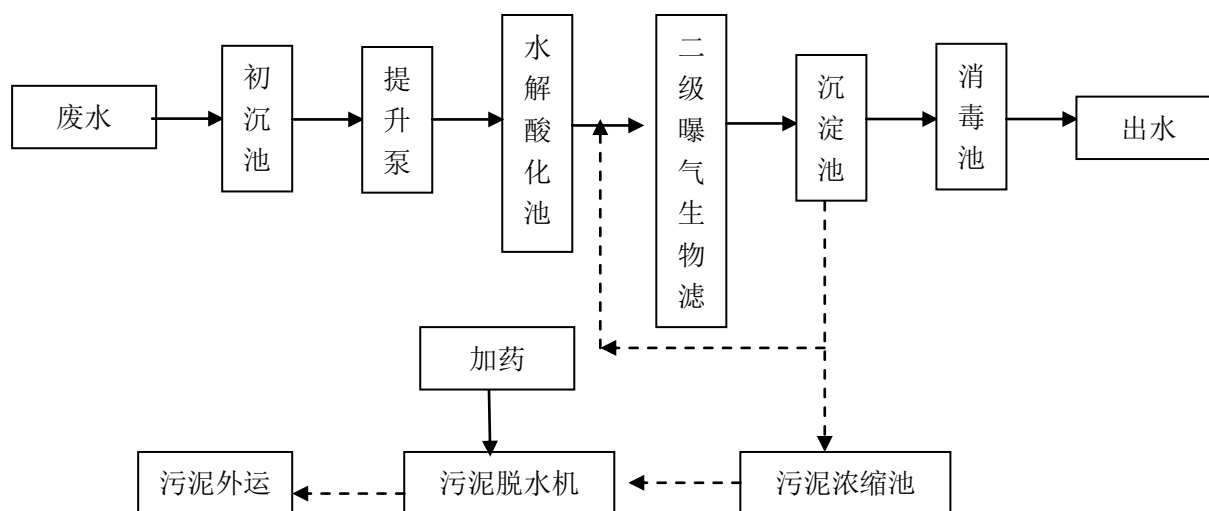 废水
初沉池
提升泵
水解酸化池
二级曝气生物滤
沉淀池
消毒池
出水
加药
污泥外运
污泥脱水机
污泥浓缩池